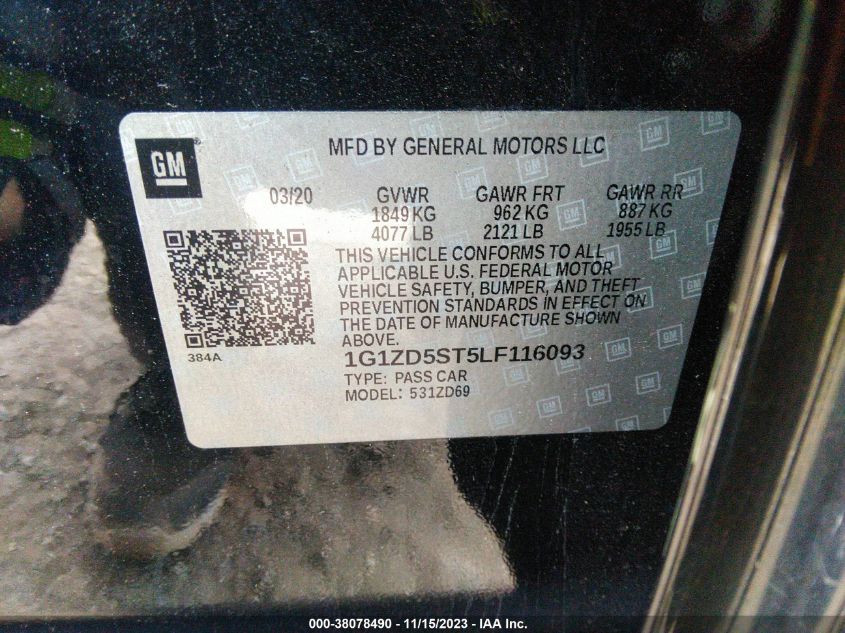 GM
MFD BY GENERAL MOTORS LLC
03/20 GVWR GAWR FRT GAWR RR
1849 KG 962 KG 887 KG
4077 LB 2121 LB 1955 LB
THIS VEHICLE CONFORMS TO ALL
APPLICABLE U.S. FEDERAL MOTOR
VEHICLE SAFETY, BUMPER, AND THEFT
PREVENTION STANDARDS IN EFFECT ON
THE DATE OF MANUFACTURE SHOWN
ABOVE.
384A
1G1ZD5ST5LF116093
TYPE: PASS CAR
MODEL: 531ZD69
000-38078490 - 11/15/2023 - IAA Inc.